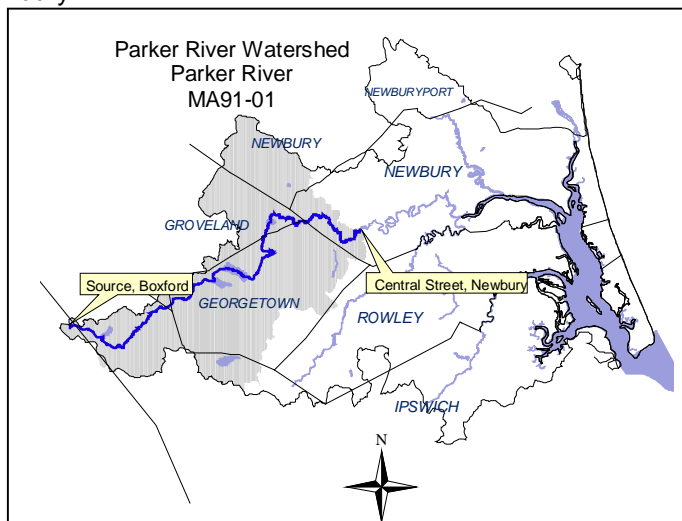 Parker River Watershed
Parker River
MA91-01
NEWBURYPORT
NEWBURY
NEWBURY
GROVELAND
Source, Boxford
Central Street, Newbury
GEORGETOWN
ROWLEY
IPSWICH
N